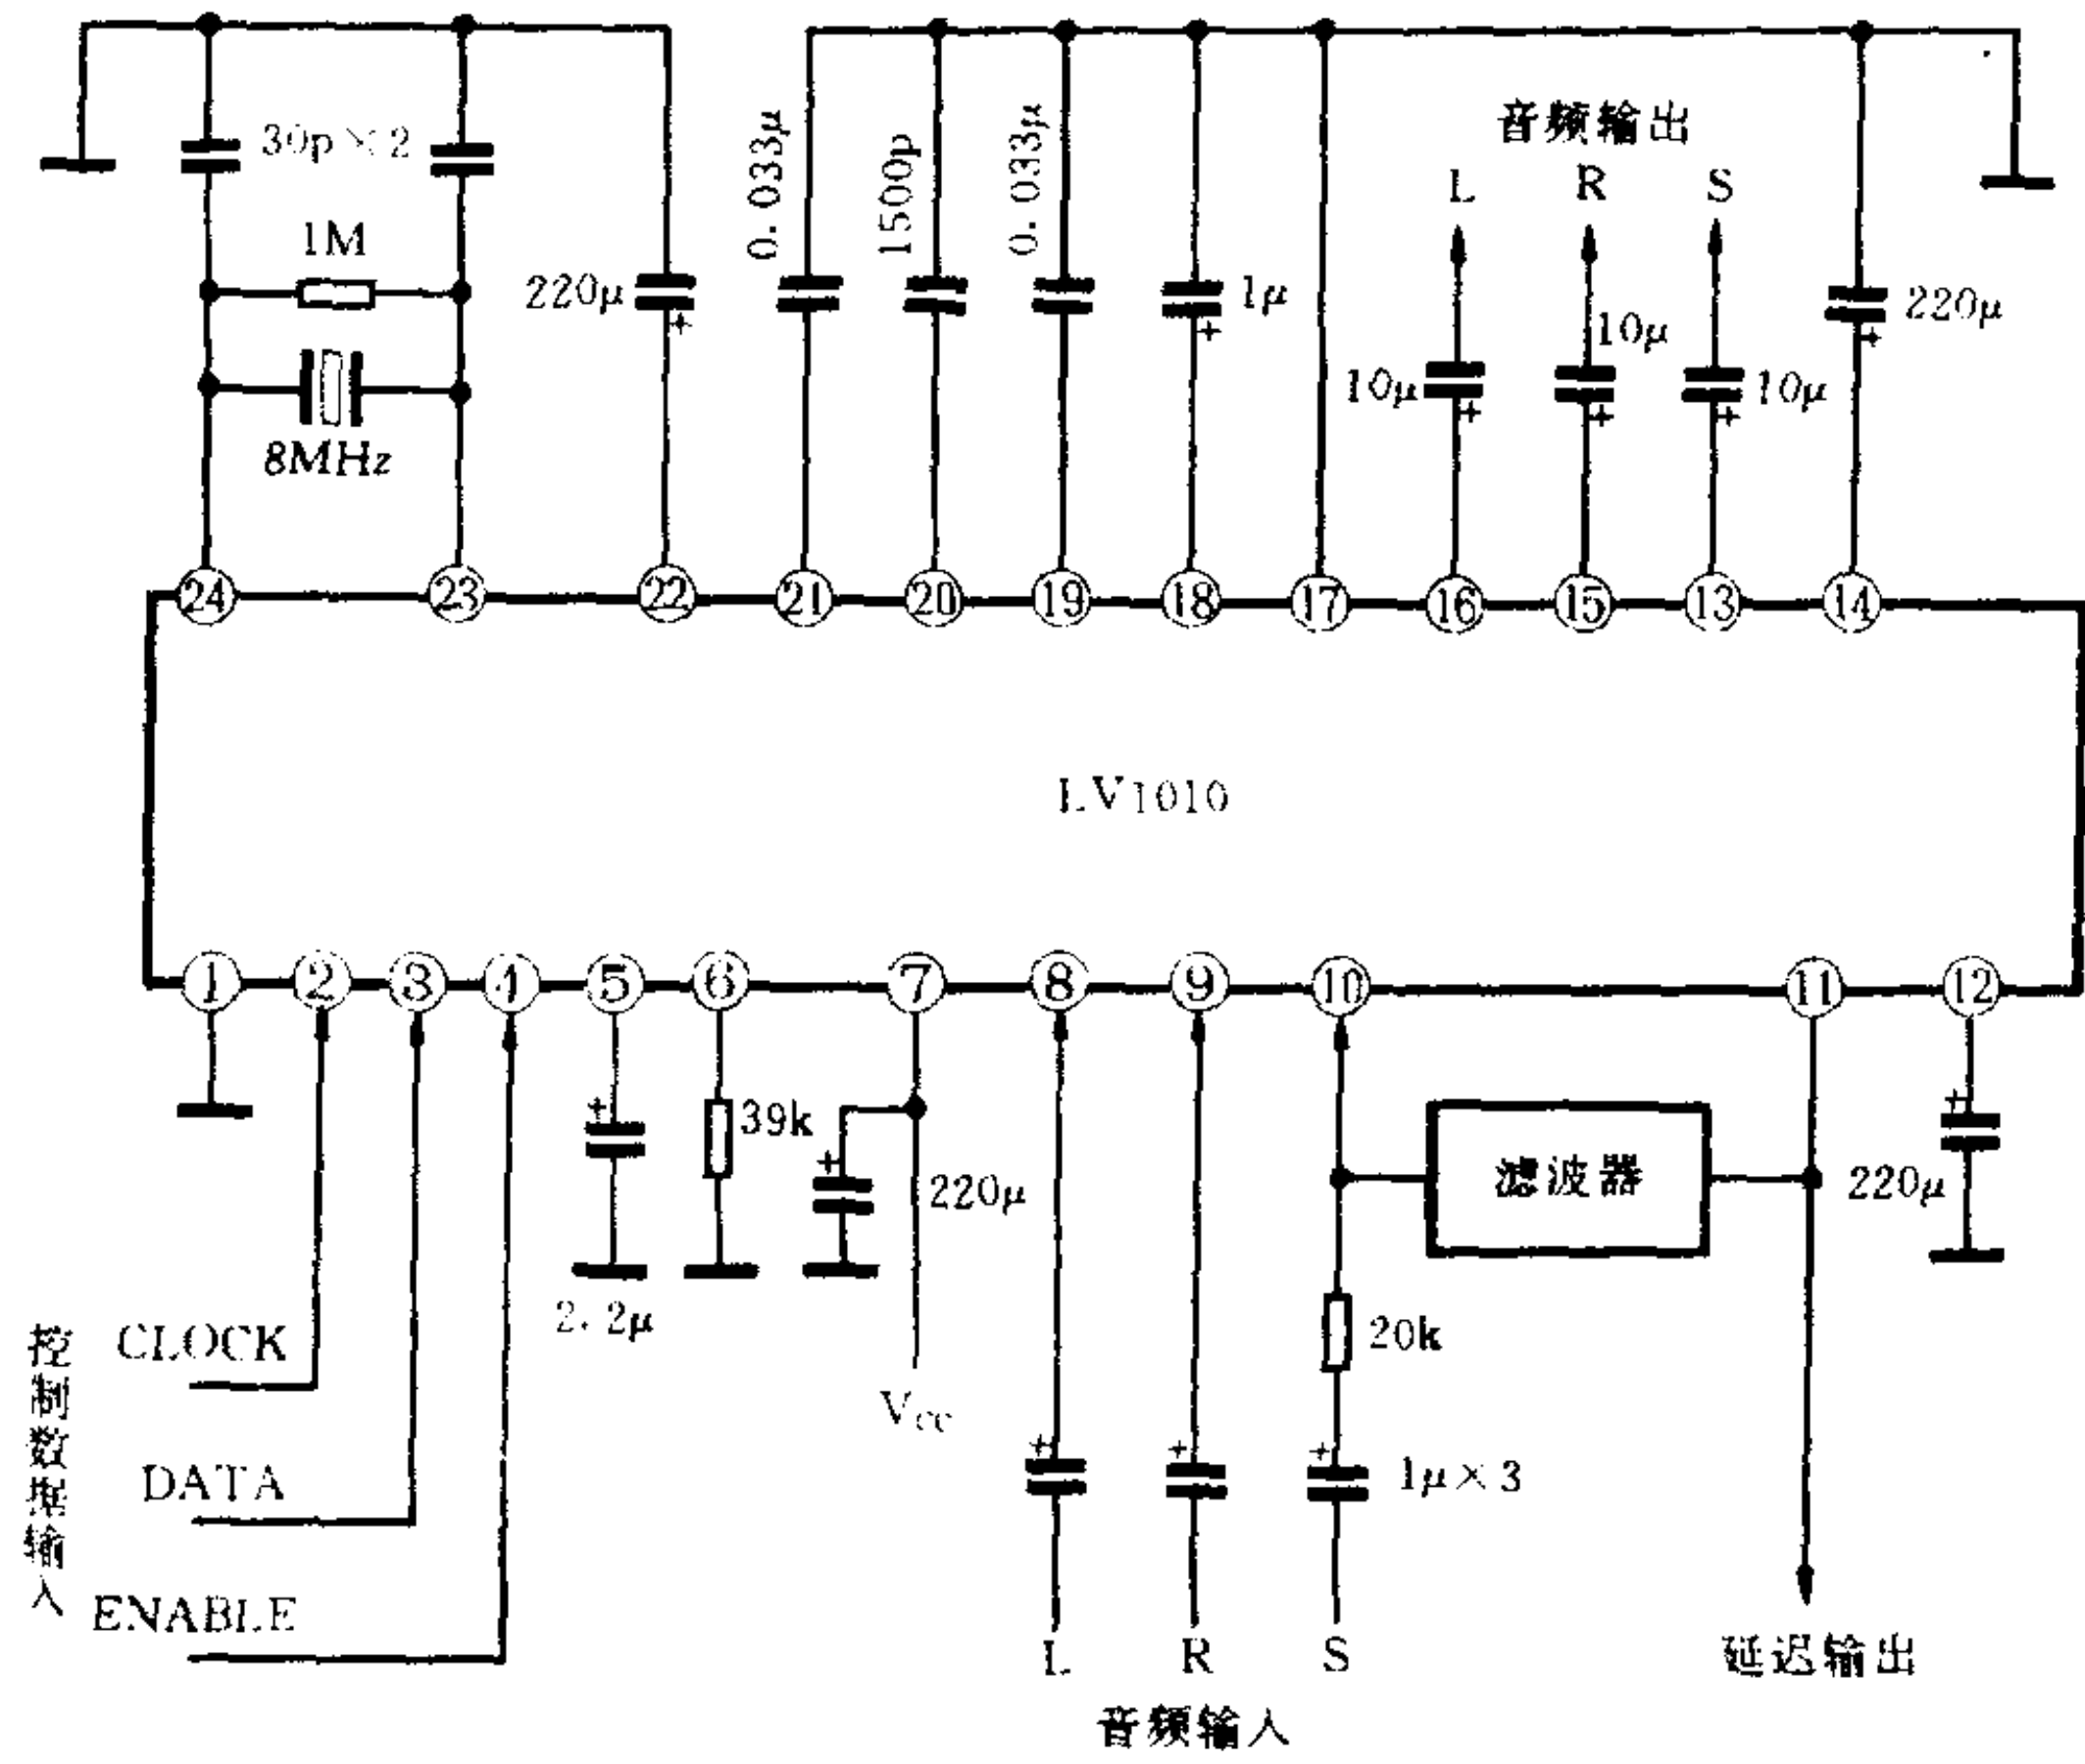 30p×2
1M
8MHz
220μ
0.033μ
1500p
0.033μ
1μ
音频输出
L R S
10μ
10μ
10μ
220μ
24 23 22 21 20 19 18 17 16 15 13 14
LV1010
1 2 3 4 5 6 7 8 9 10 11 12
39k
220μ
滤波器
220μ
2.2μ
20k
Vcc
1μ×3
控制数据输入
CLOCK
DATA
ENABLE
L R S
音频输入
延迟输出